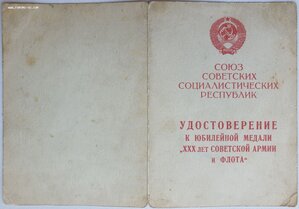 СОЮЗ
СОВЕТСКИХ
СОЦИАЛИСТИЧЕСКИХ
РЕСПУБЛИК
УДОСТОВЕРЕНИЕ
К ЮБИЛЕЙНОЙ МЕДАЛИ
„XXX ЛЕТ СОВЕТСКОЙ АРМИИ
И ФЛОТА“